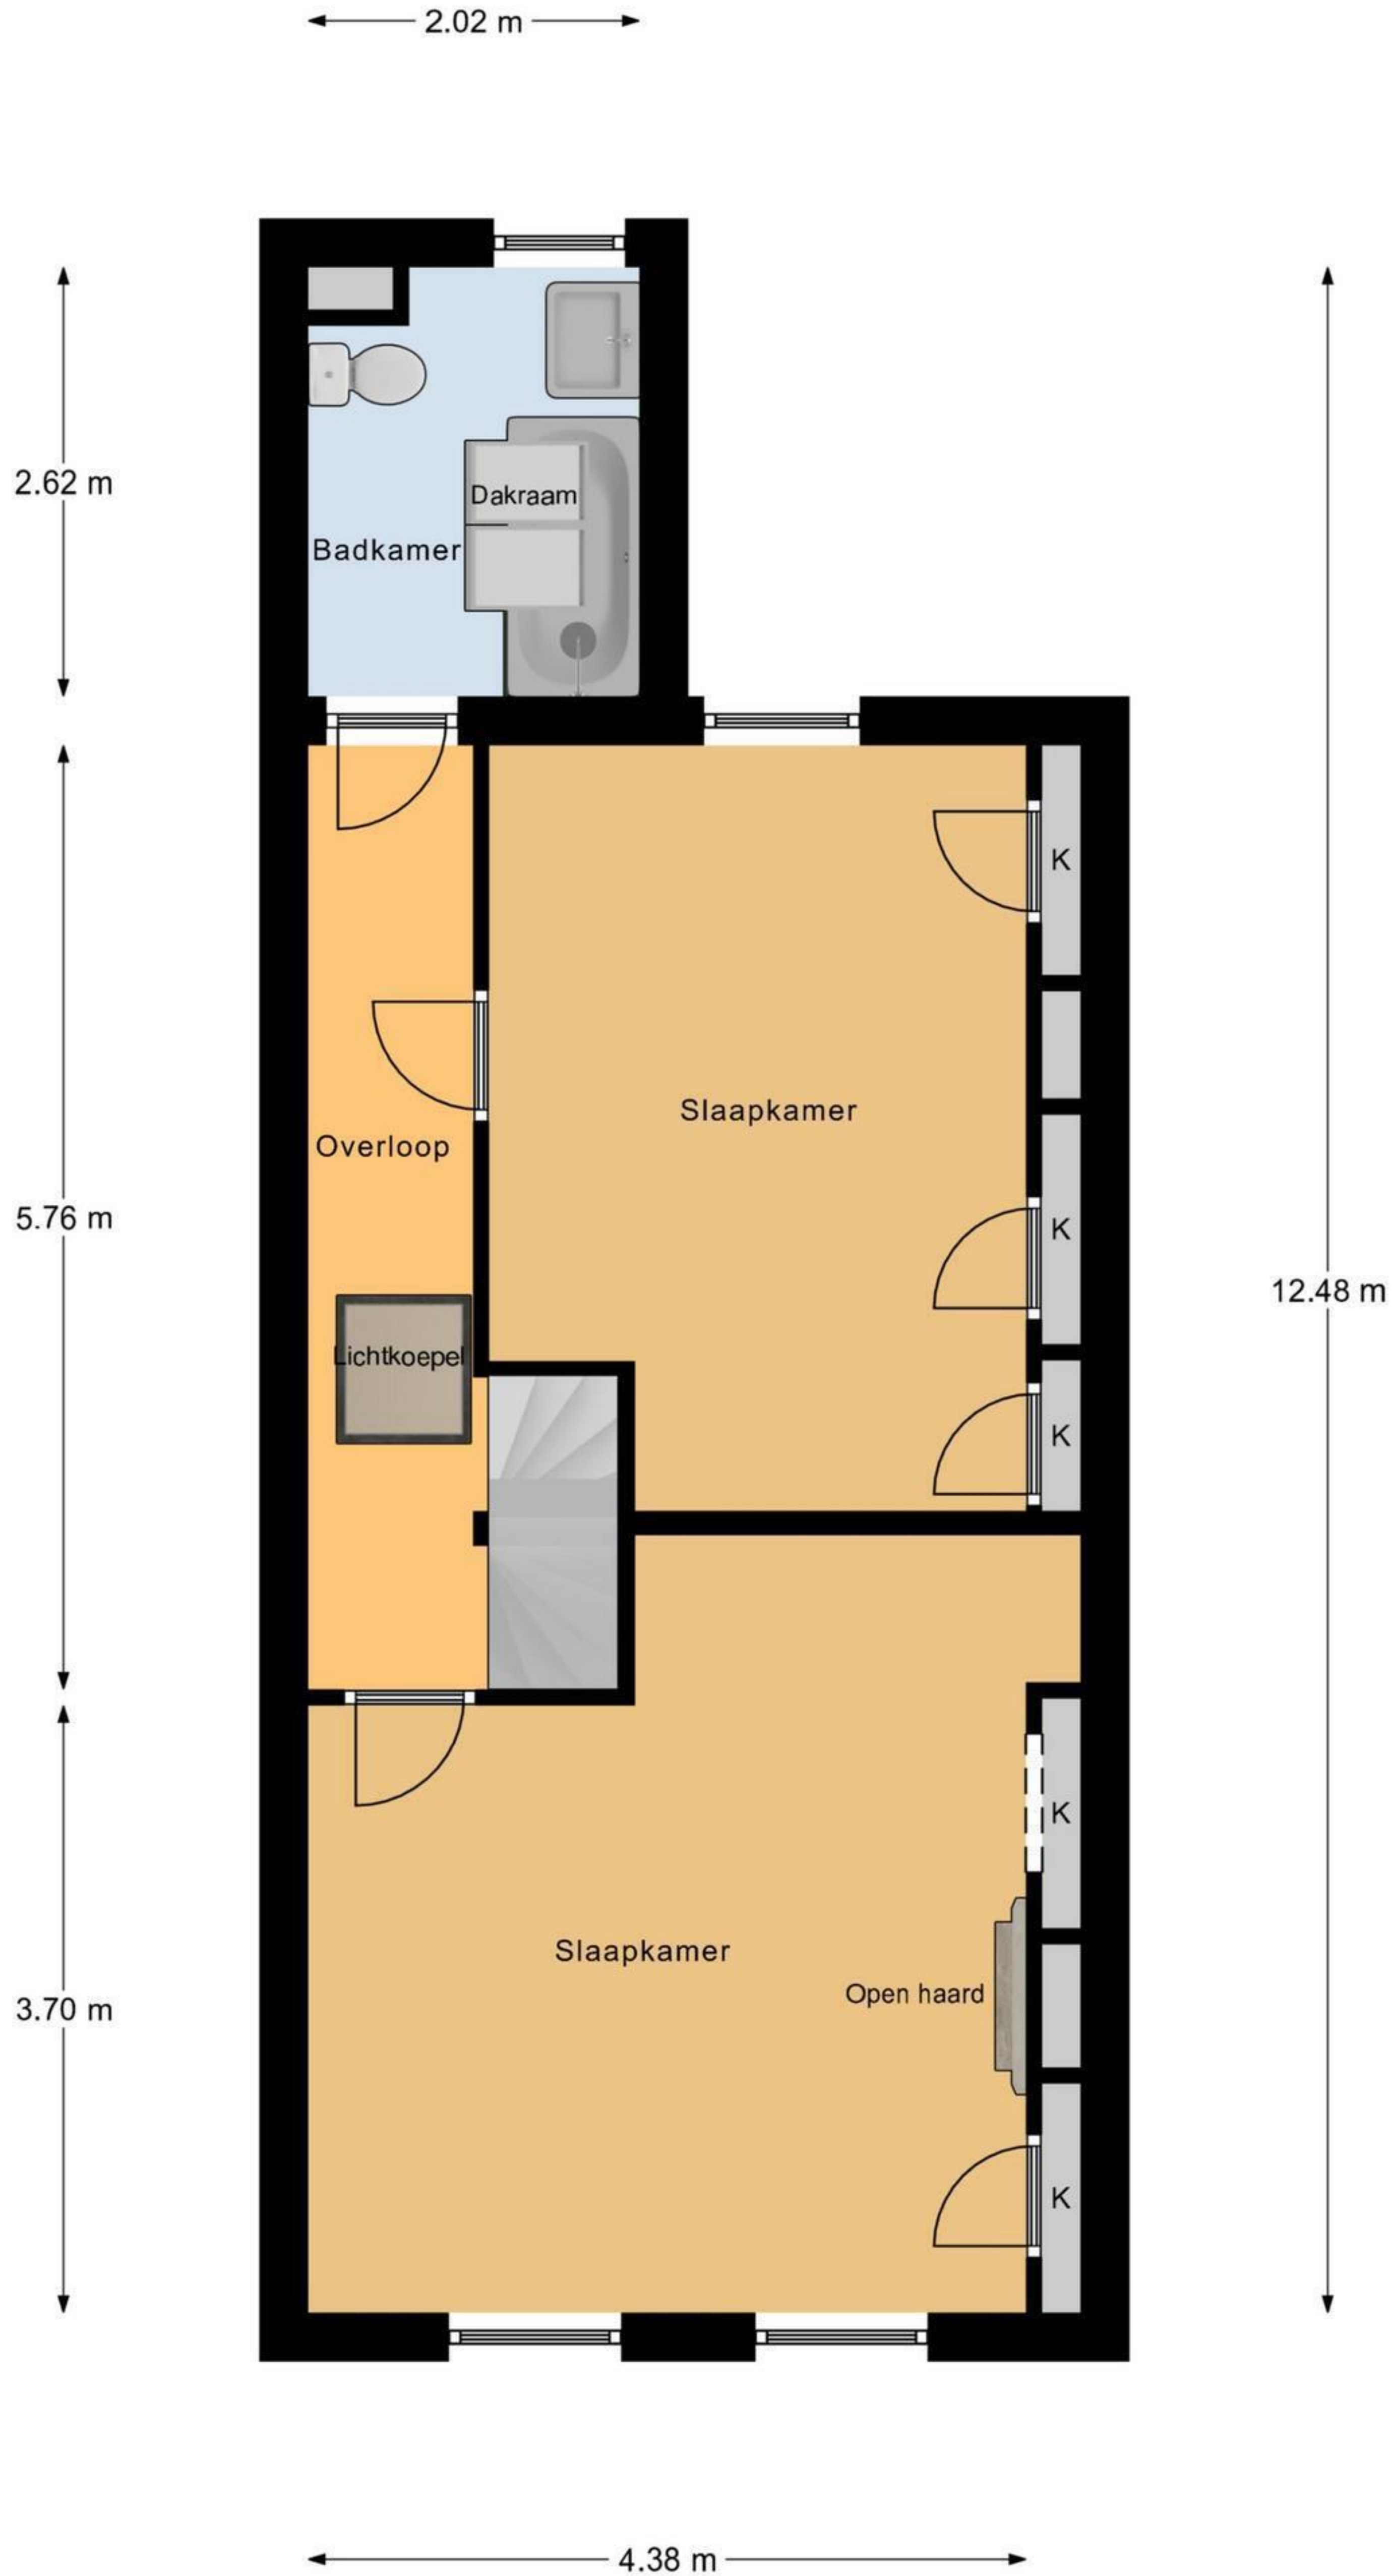 2.02 m
2.62 m
Dakraam
Badkamer
K
Slaapkamer
Overloop
5.76 m
K
12.48 m
Lichtkoepel
K
K
Slaapkamer
Open haard
3.70 m
K
4.38 m